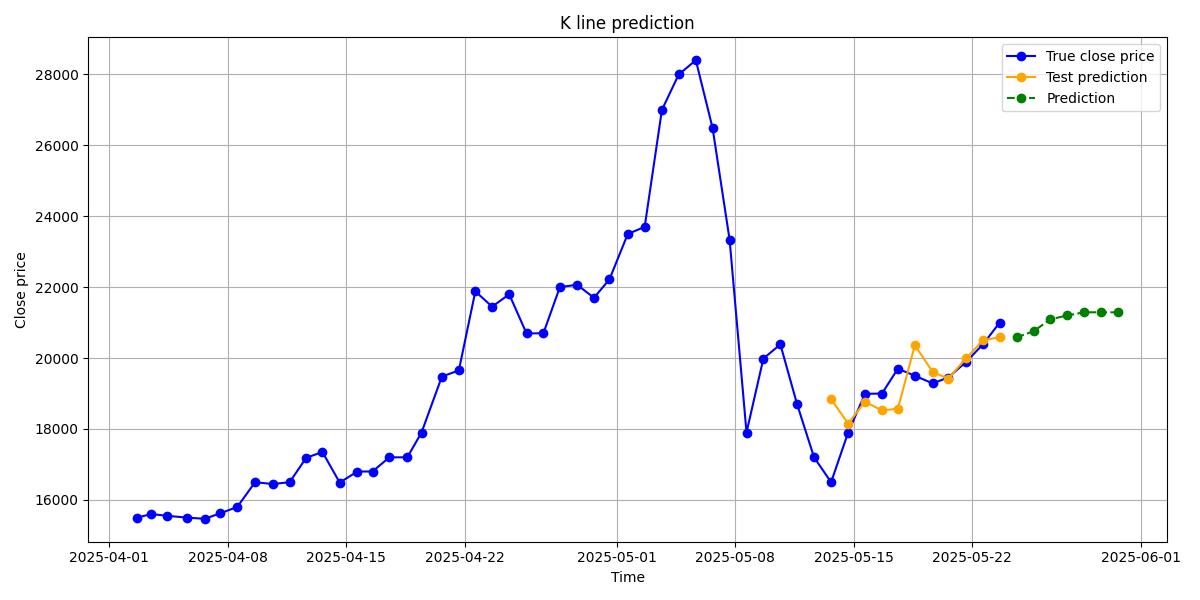 K line prediction
True close price
Test prediction
Prediction
Close price
28000
26000
24000
22000
20000
18000
16000
2025-04-01
2025-04-08
2025-04-15
2025-04-22
2025-05-01
2025-05-08
2025-05-15
2025-05-22
2025-06-01
Time